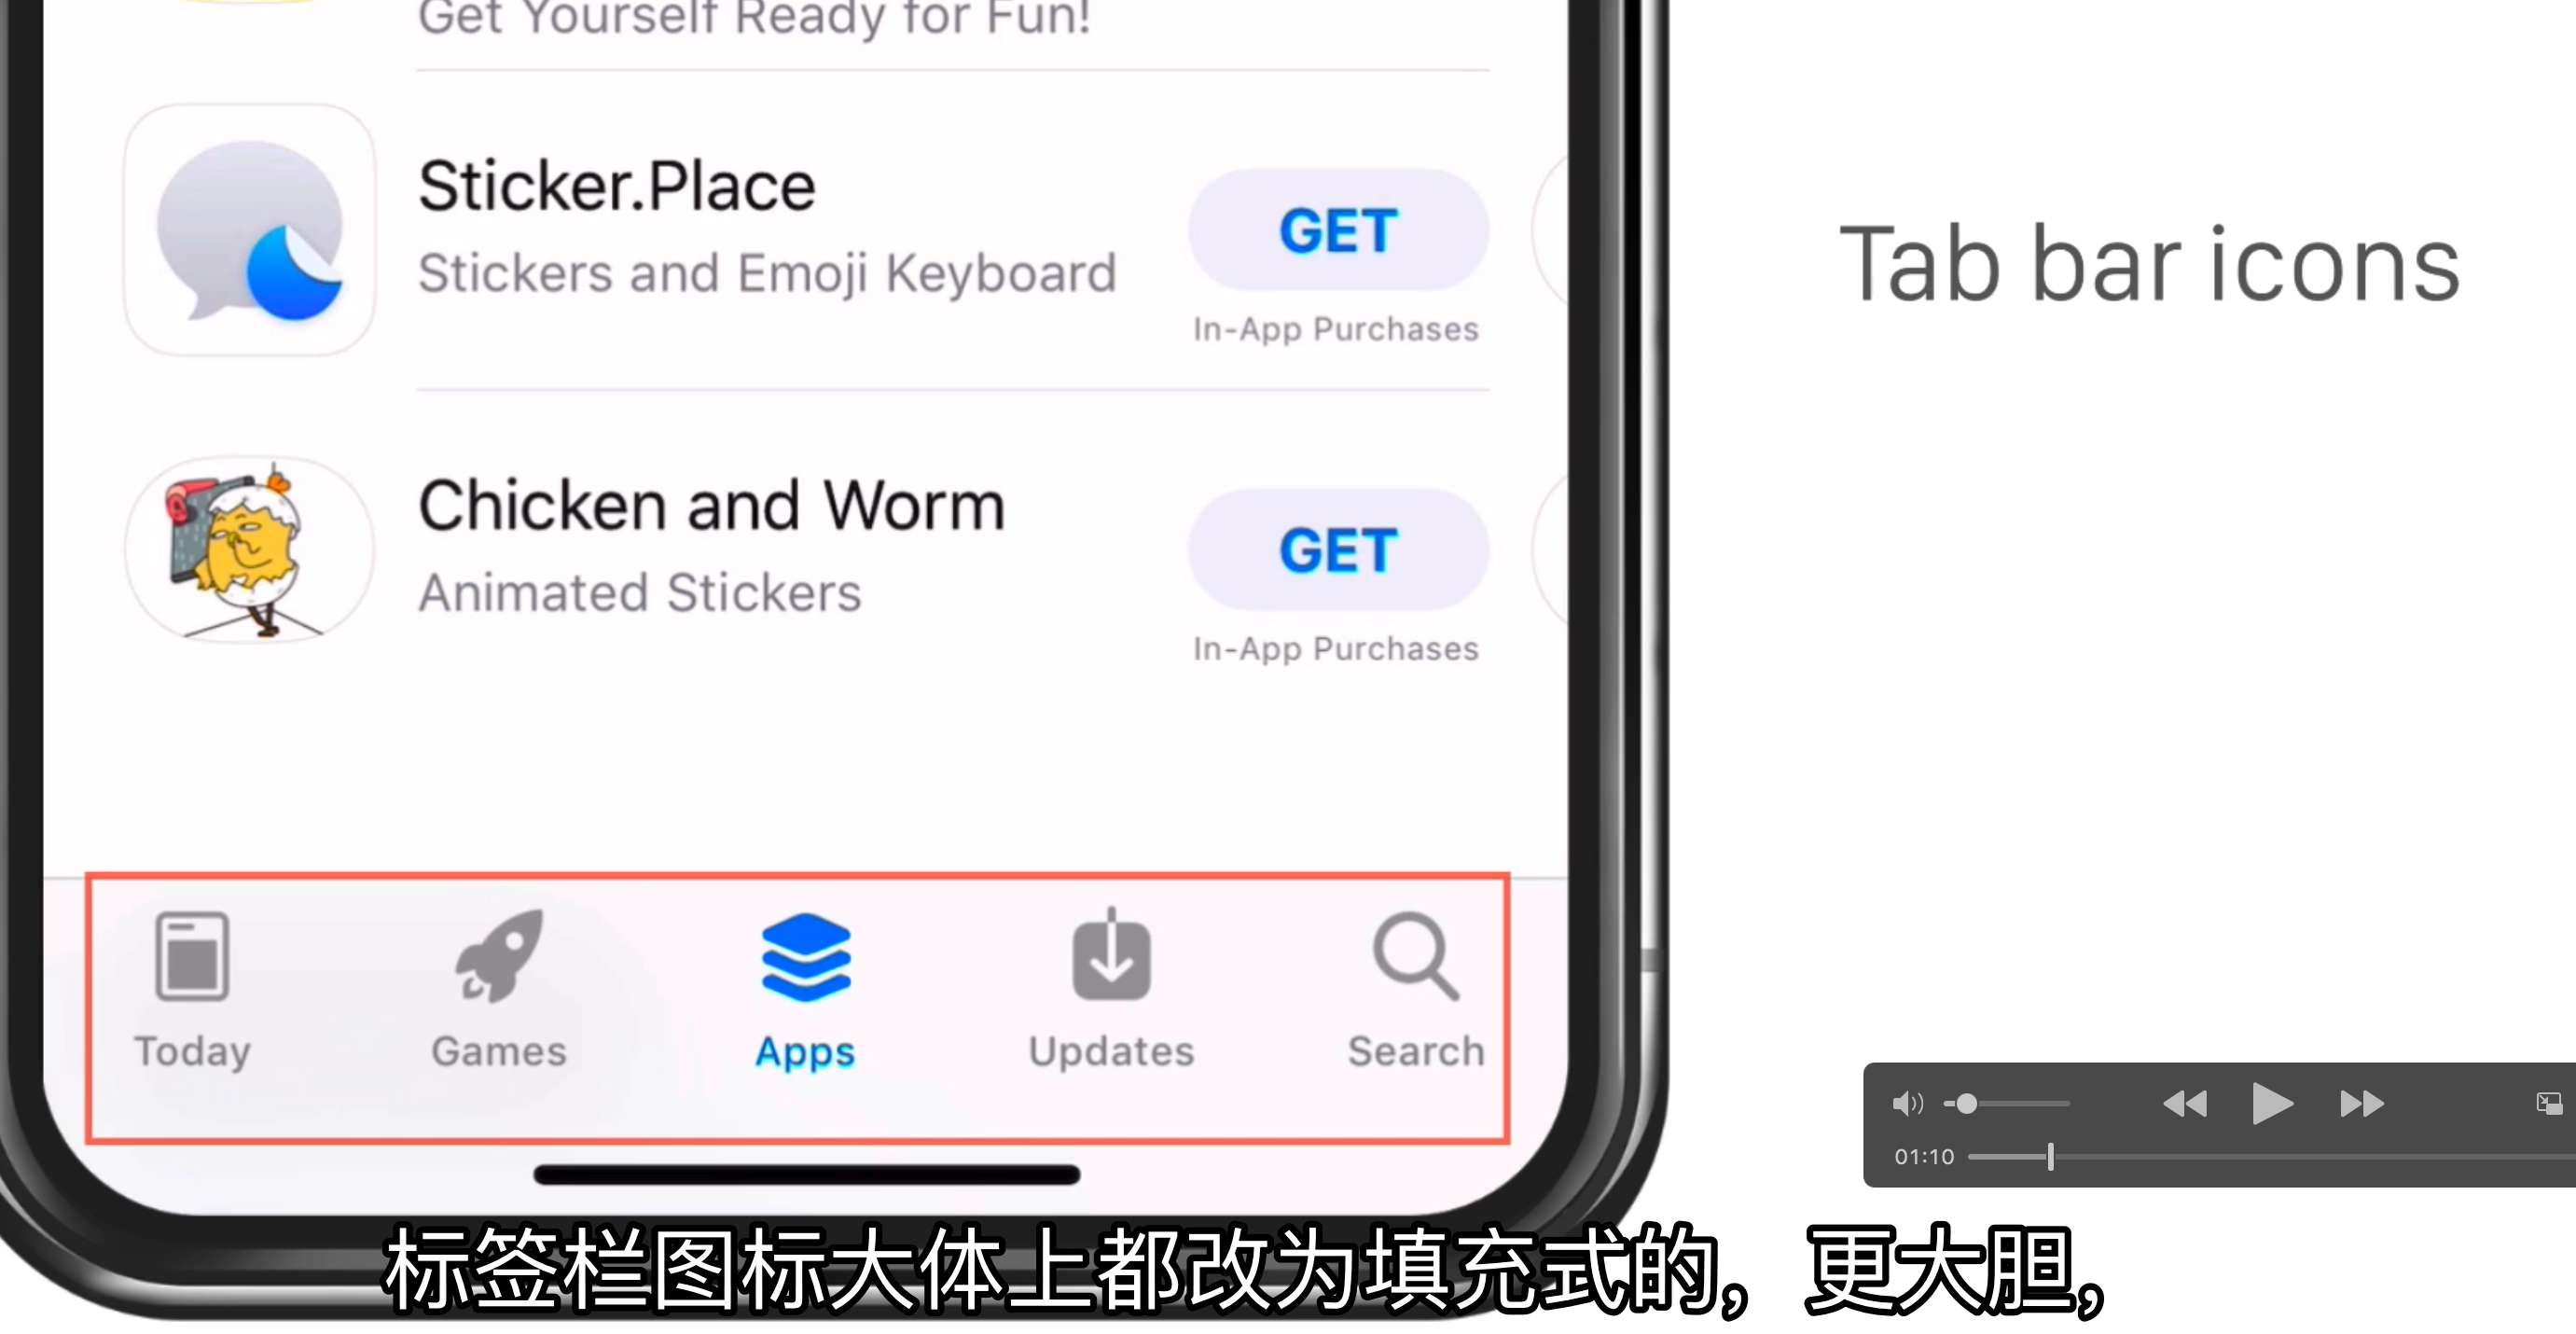 Get Yourself Ready for Fun!
Sticker.Place
Stickers and Emoji Keyboard
GET
In-App Purchases
Chicken and Worm
Animated Stickers
GET
In-App Purchases
Tab bar icons
Today
Games
Apps
Updates
Search
01:10
标签栏图标大体上都改为填充式的，更大胆，